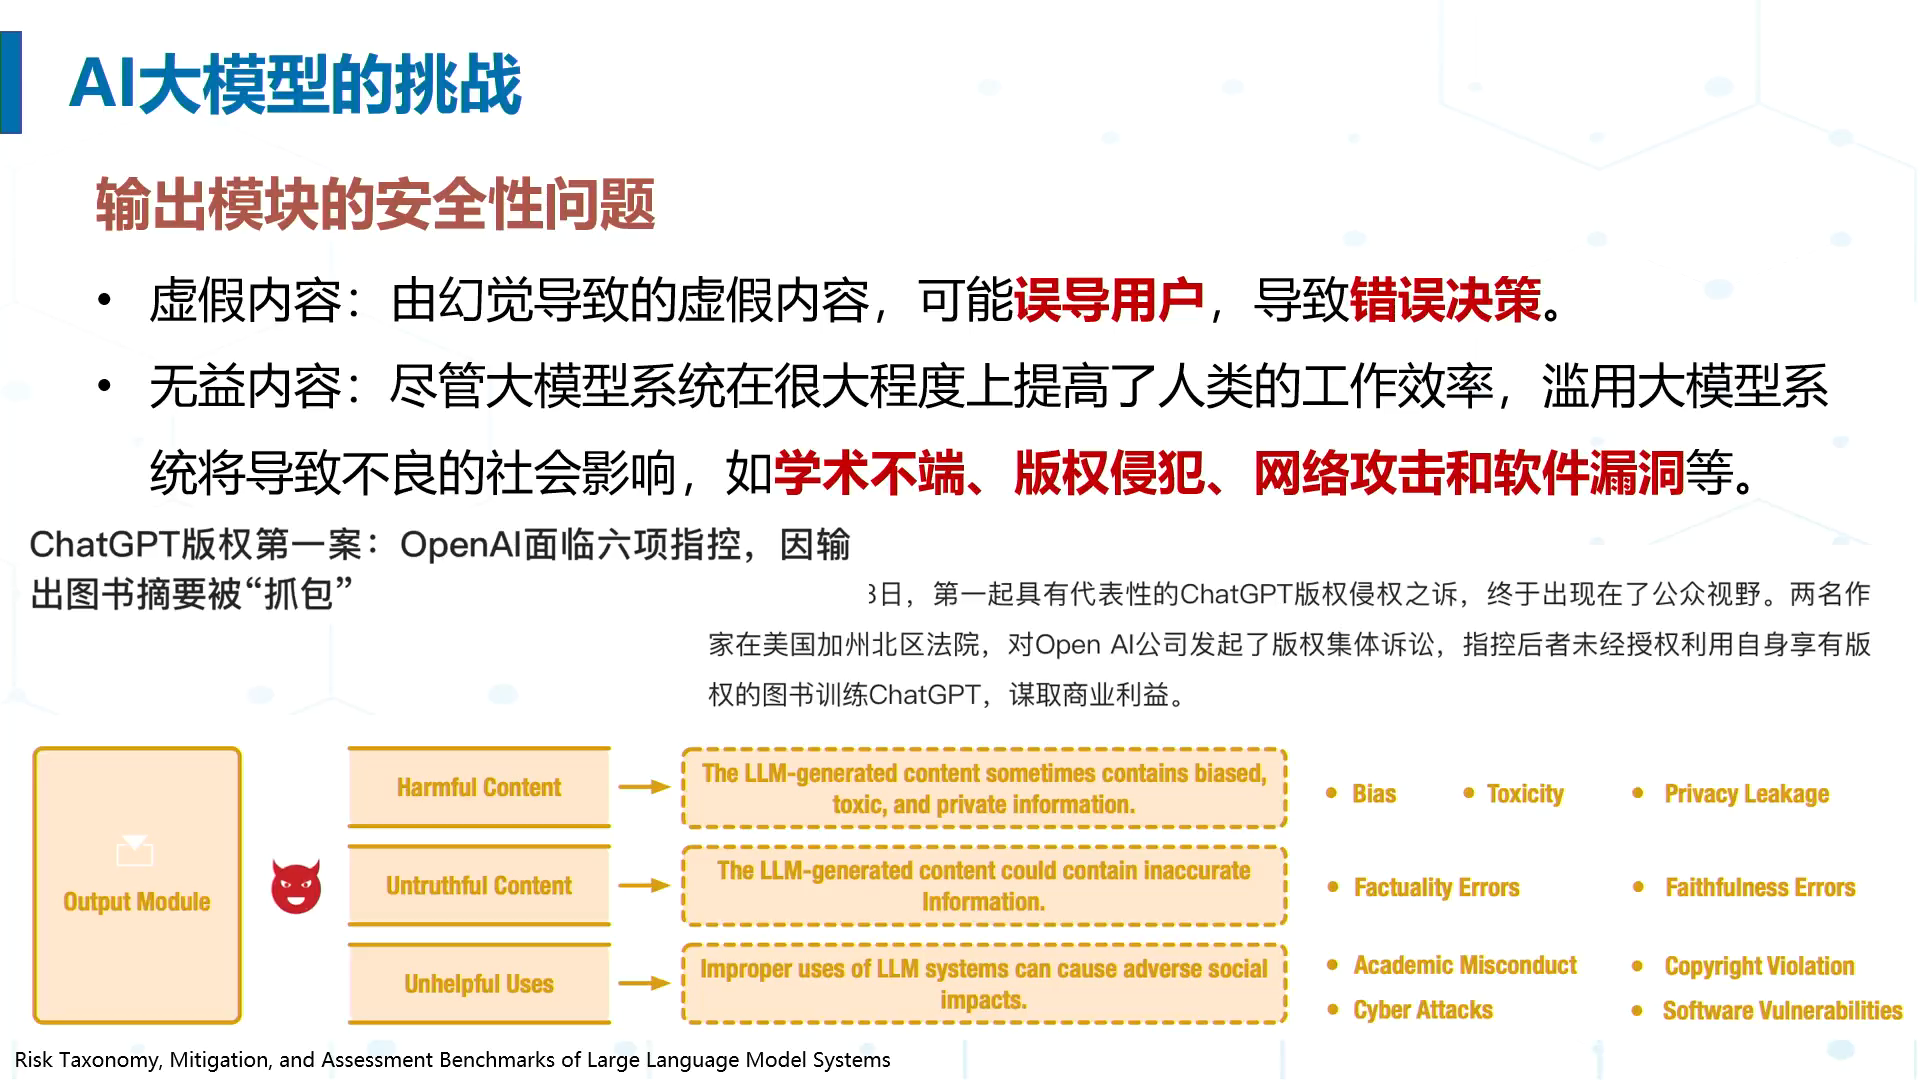 AI大模型的挑战
输出模块的安全性问题
• 虚假内容：由幻觉导致的虚假内容，可能误导用户，导致错误决策。
• 无益内容：尽管大模型系统在很大程度上提高了人类的工作效率，滥用大模型系
统将导致不良的社会影响，如学术不端、版权侵犯、网络攻击和软件漏洞等。
ChatGPT版权第一案：OpenAI面临六项指控，因输
出图书摘要被“抓包”
日，第一起具有代表性的ChatGPT版权侵权之诉，终于出现在了公众视野。两名作
家在美国加州北区法院，对Open AI公司发起了版权集体诉讼，指控后者未经授权利用自身享有版
权的图书训练ChatGPT，谋取商业利益。
Output Module
Harmful Content
The LLM-generated content sometimes contains biased,
toxic, and private information.
• Bias • Toxicity • Privacy Leakage
Untruthful Content
The LLM-generated content could contain inaccurate
Information.
• Factuality Errors • Faithfulness Errors
Unhelpful Uses
Improper uses of LLM systems can cause adverse social
impacts.
• Academic Misconduct • Copyright Violation
• Cyber Attacks • Software Vulnerabilities
Risk Taxonomy, Mitigation, and Assessment Benchmarks of Large Language Model Systems